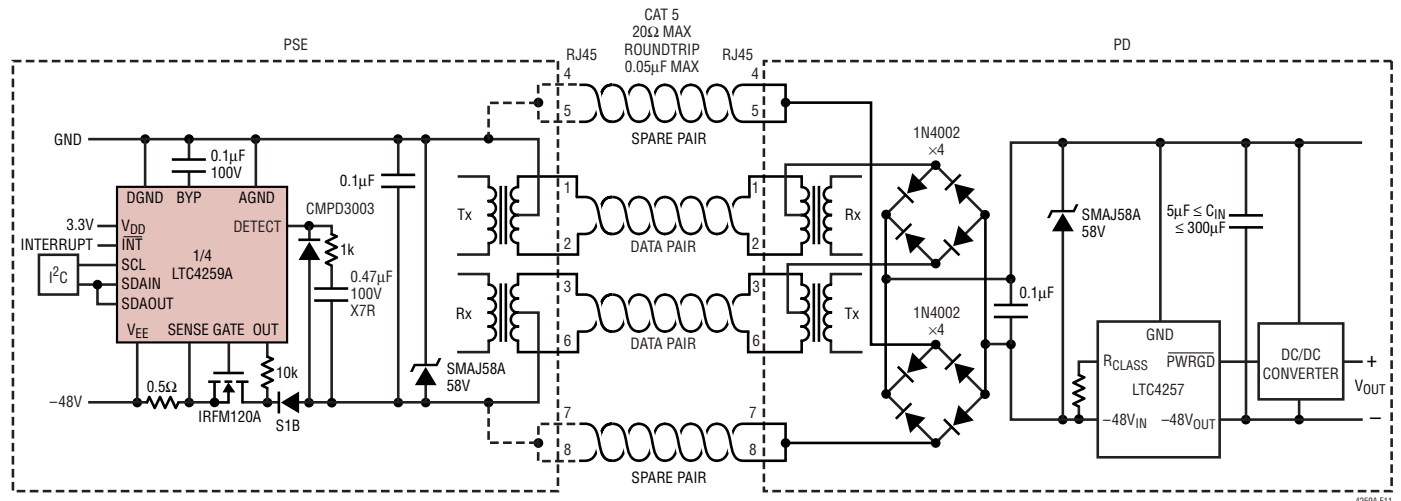 CAT 5
20Ω MAX
ROUNDTRIP
0.05µF MAX
PSE
RJ45
RJ45
PD
4
5
4
5
SPARE PAIR
1N4002
×4
GND
0.1µF
100V
0.1µF
DGND
BYP
AGND
CMPD3003
3.3V
VDD
DETECT
INTERRUPT
INT
1k
I2C
SCL
SDAIN
SDAOUT
1/4
LTC4259A
0.47µF
100V
X7R
VEE
SENSE
GATE
OUT
10k
0.5Ω
–48V
IRFM120A
S1B
SMAJ58A
58V
Tx
1
2
DATA PAIR
1
2
Rx
Rx
3
6
DATA PAIR
3
6
Tx
7
8
SPARE PAIR
7
8
1N4002
×4
0.1µF
SMAJ58A
58V
5µF ≤ CIN
≤ 300µF
GND
RCLASS
PWRGD
LTC4257
–48VIN
–48VOUT
DC/DC
CONVERTER
+
VOUT
–
4259A F11